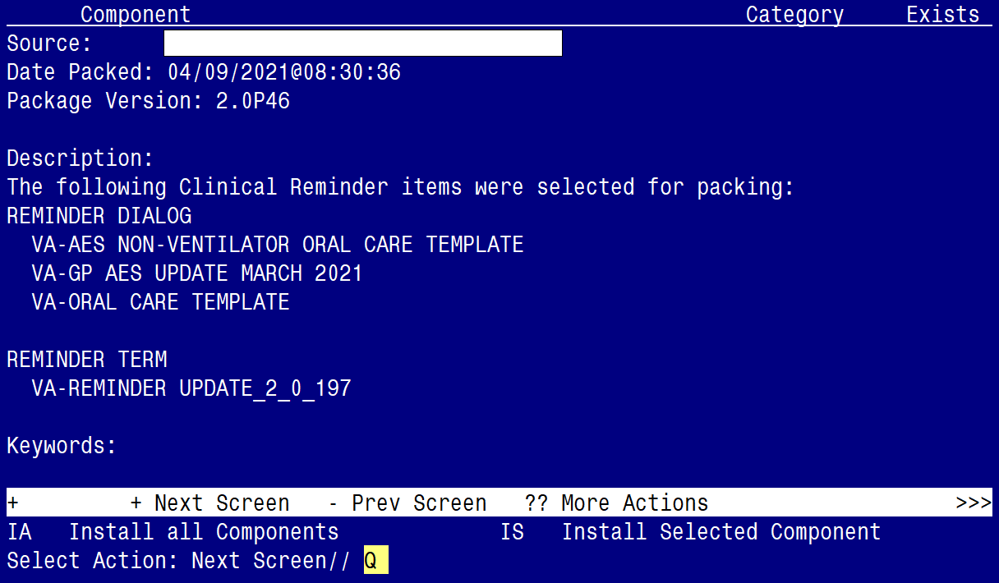 Component Category Exists
Source:
Date Packed: 04/09/2021@08:30:36
Package Version: 2.0P46
Description:
The following Clinical Reminder items were selected for packing:
REMINDER DIALOG
VA-AES NON-VENTILATOR ORAL CARE TEMPLATE
VA-GP AES UPDATE MARCH 2021
VA-ORAL CARE TEMPLATE
REMINDER TERM
VA-REMINDER UPDATE_2_0_197
Keywords:
+ + Next Screen - Prev Screen ?? More Actions >>>
IA Install all Components IS Install Selected Component
Select Action: Next Screen// Q